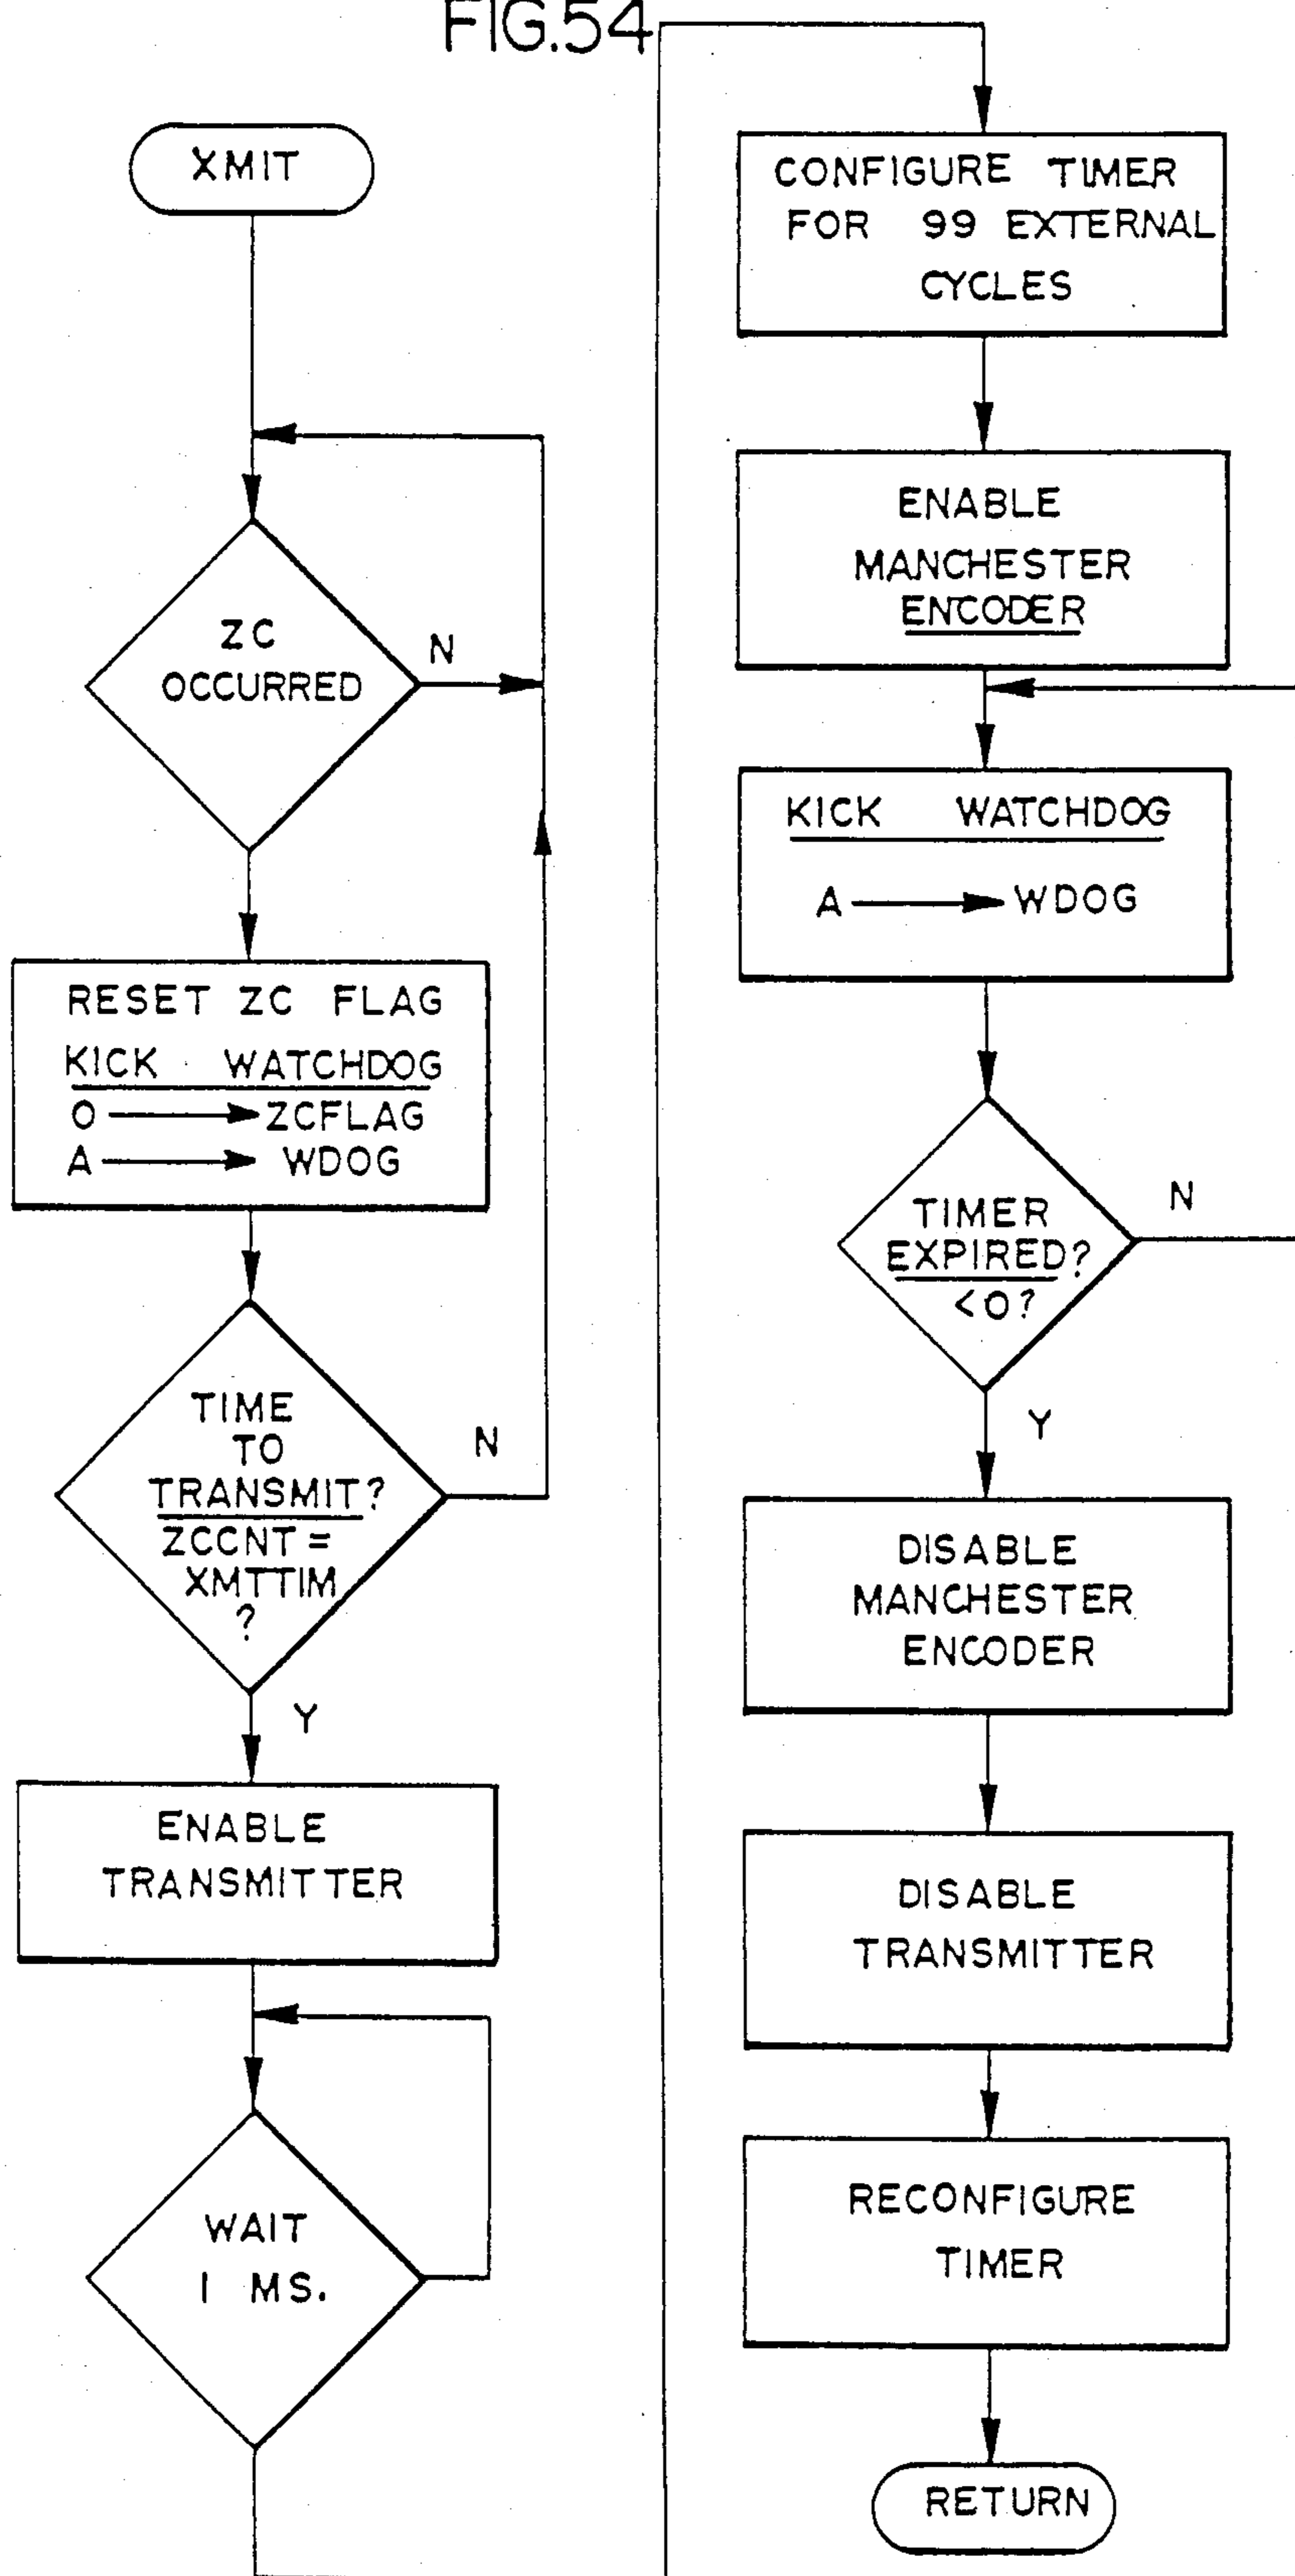 FIG.54
XMIT
ZC
OCCURRED
N
RESET ZC FLAG
KICK WATCHDOG
O → ZCFLAG
A → WDOG
TIME
TO
TRANSMIT?
ZCCNT =
XMTTIM
?
N
Y
ENABLE
TRANSMITTER
WAIT
1 MS.
CONFIGURE TIMER
FOR 99 EXTERNAL
CYCLES
ENABLE
MANCHESTER
ENCODER
KICK WATCHDOG
A → WDOG
TIMER
EXPIRED?
<0?
N
Y
DISABLE
MANCHESTER
ENCODER
DISABLE
TRANSMITTER
RECONFIGURE
TIMER
RETURN